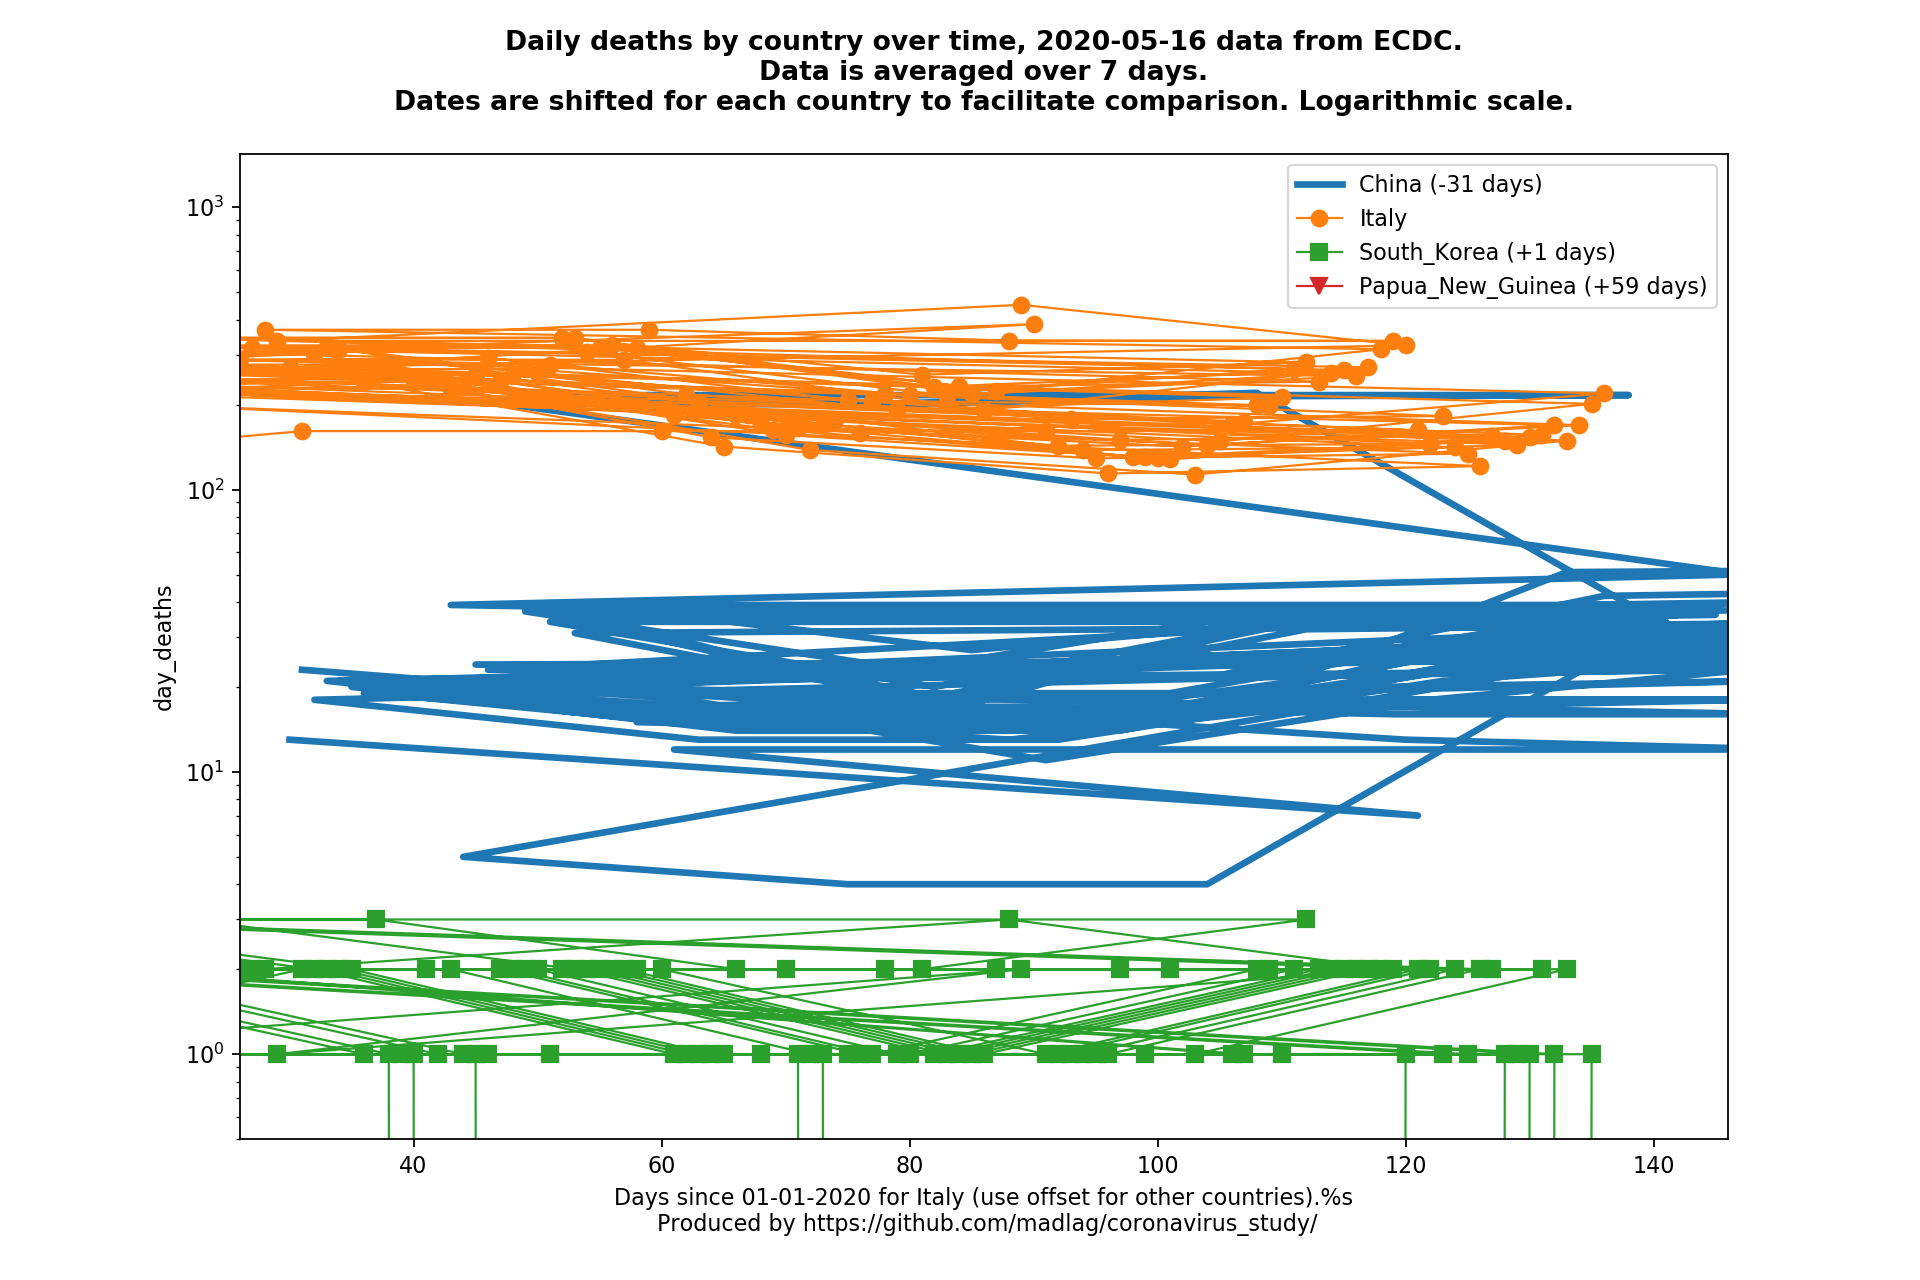 Daily deaths by country over time, 2020-05-16 data from ECDC.
Data is averaged over 7 days.
Dates are shifted for each country to facilitate comparison. Logarithmic scale.
China (-31 days)
Italy
South_Korea (+1 days)
Papua_New_Guinea (+59 days)
10³
10²
10¹
10⁰
day_deaths
40 60 80 100 120 140
Days since 01-01-2020 for Italy (use offset for other countries).%s
Produced by https://github.com/madlag/coronavirus_study/